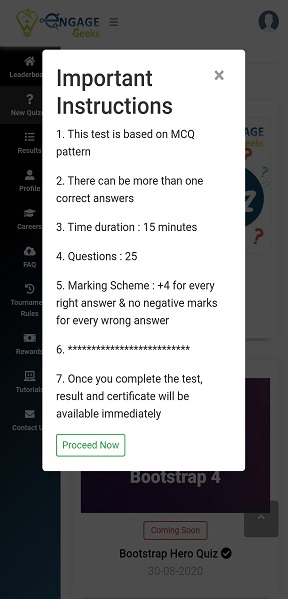 ENGAGE
Geeks
Important
Instructions
×
1. This test is based on MCQ
pattern
2. There can be more than one
correct answers
3. Time duration : 15 minutes
4. Questions : 25
5. Marking Scheme : +4 for every
right answer & no negative marks
for every wrong answer
6. **************************
7. Once you complete the test,
result and certificate will be
available immediately
Proceed Now
Leaderboa
New Quiz
Results
Profile
Careers
FAQ
Tourname
Rules
Rewards
Tutorials
Contact U
AGE
Bootstrap 4
Coming Soon
Bootstrap Hero Quiz
30-08-2020